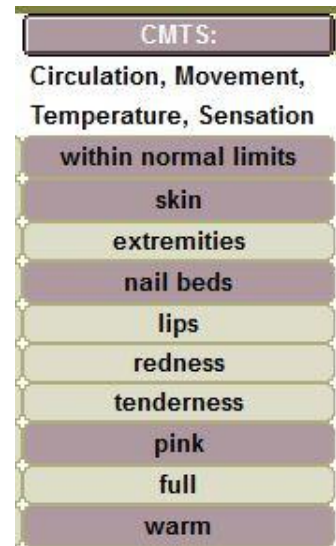 CMTS:
Circulation, Movement,
Temperature, Sensation
within normal limits
skin
extremities
nail beds
lips
redness
tenderness
pink
full
warm